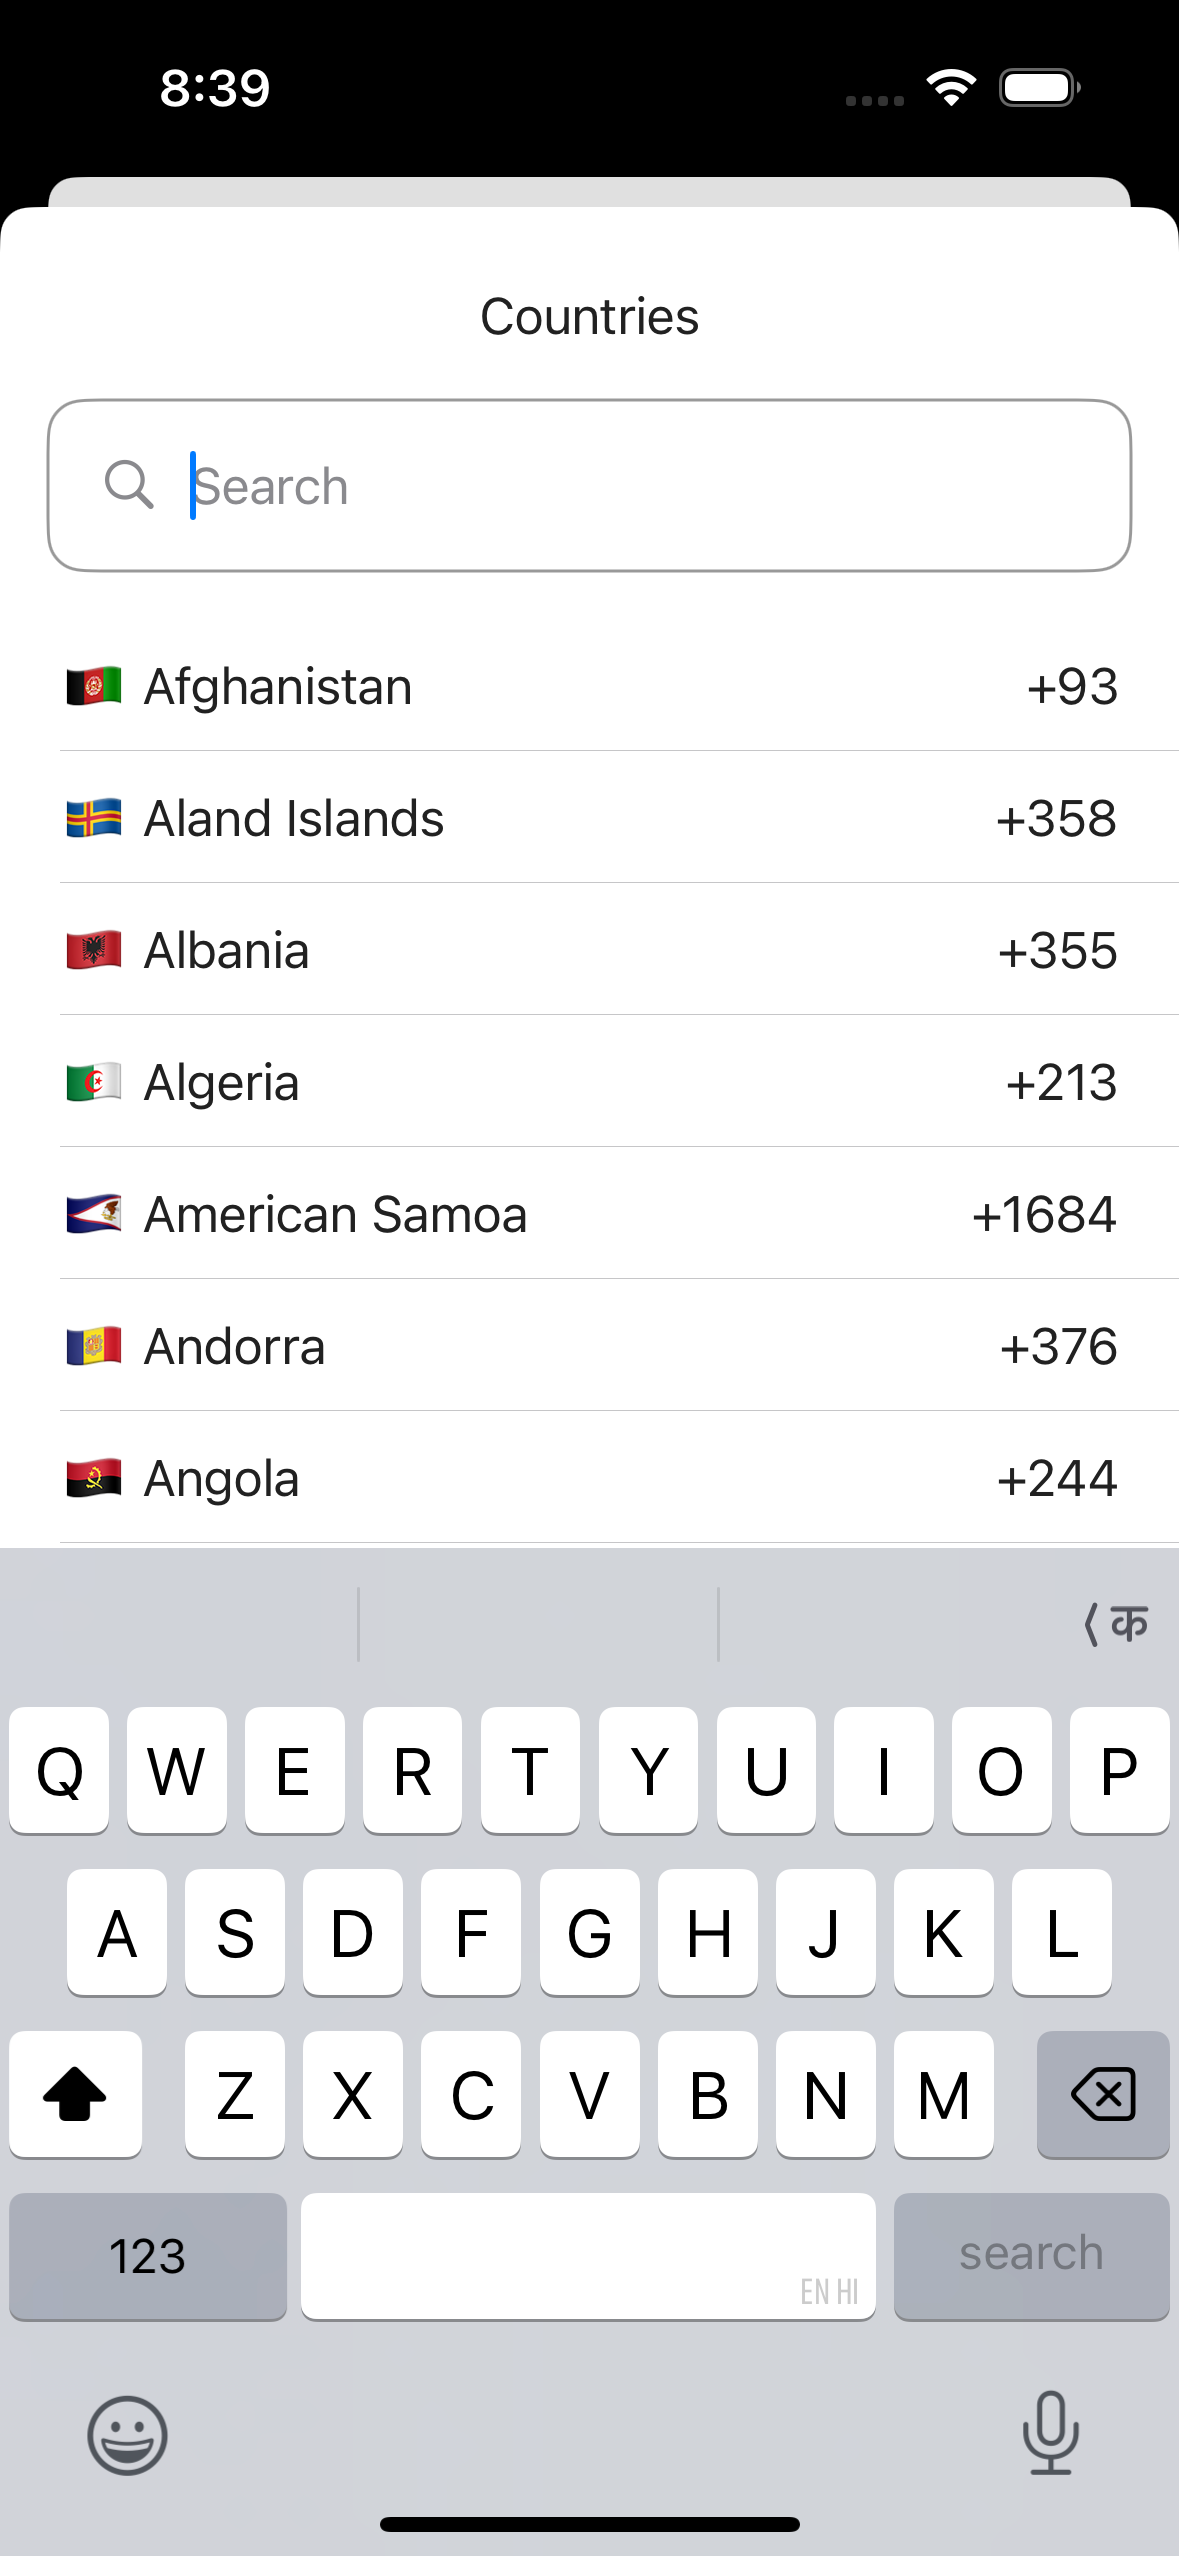 8:39
Countries
Search
Afghanistan +93
Aland Islands +358
Albania +355
Algeria +213
American Samoa +1684
Andorra +376
Angola +244
क
Q W E R T Y U I O P
A S D F G H J K L
Z X C V B N M
123 EN HI search